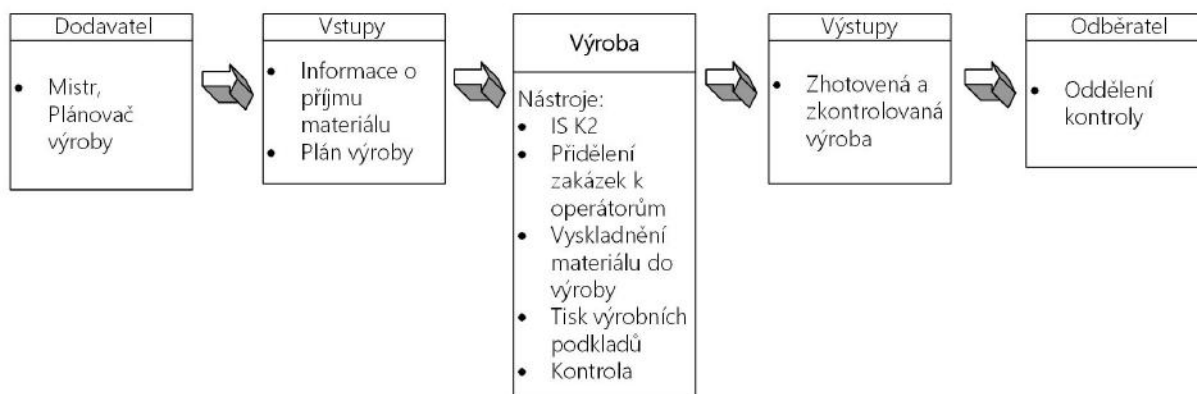 Dodavatel
• Mistr,
Plánovač
výroby
Vstupy
• Informace o
příjmu
materiálu
• Plán výroby
Výroba
Nástroje:
• IS K2
• Přidělení
zakázek k
operátorům
• Vyskladnění
materiálu do
výroby
• Tisk výrobních
podkladů
• Kontrola
Výstupy
• Zhotovená a
zkontrolovaná
výroba
Odběratel
• Oddělení
kontroly